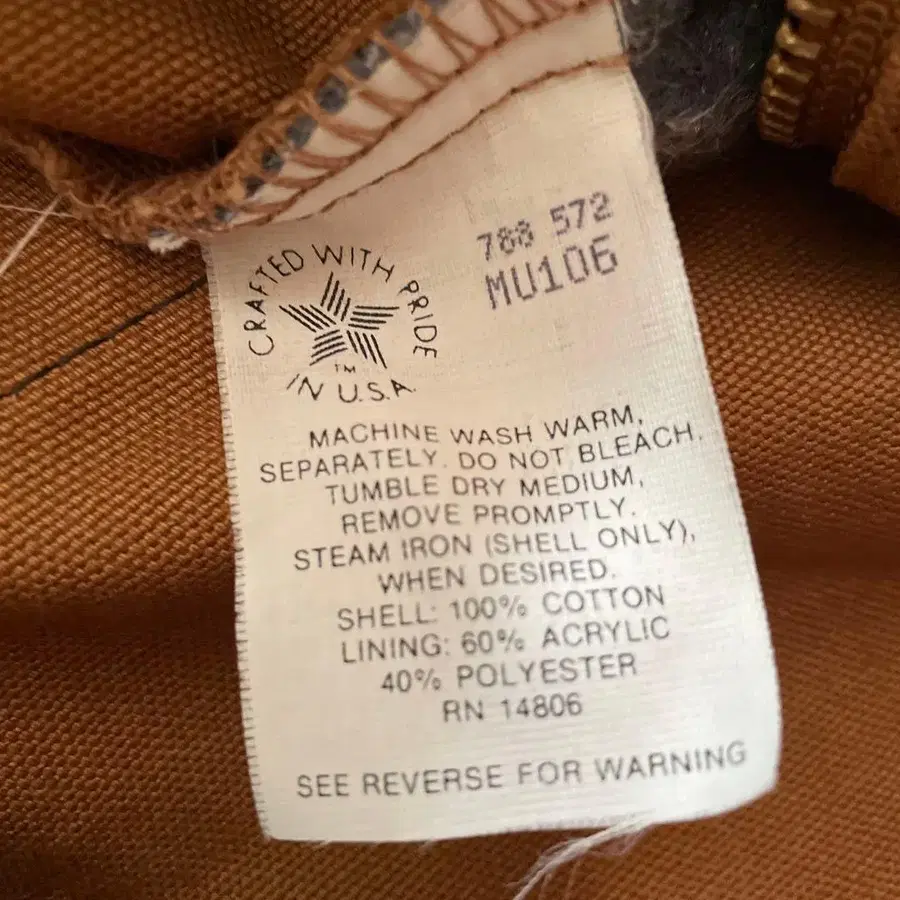 CRAFTED WITH PRIDE
IN U.S.A
TM
788 572
MU106
MACHINE WASH WARM,
SEPARATELY. DO NOT BLEACH.
TUMBLE DRY MEDIUM,
REMOVE PROMPTLY.
STEAM IRON (SHELL ONLY),
WHEN DESIRED.
SHELL: 100% COTTON
LINING: 60% ACRYLIC
40% POLYESTER
RN 14806
SEE REVERSE FOR WARNING